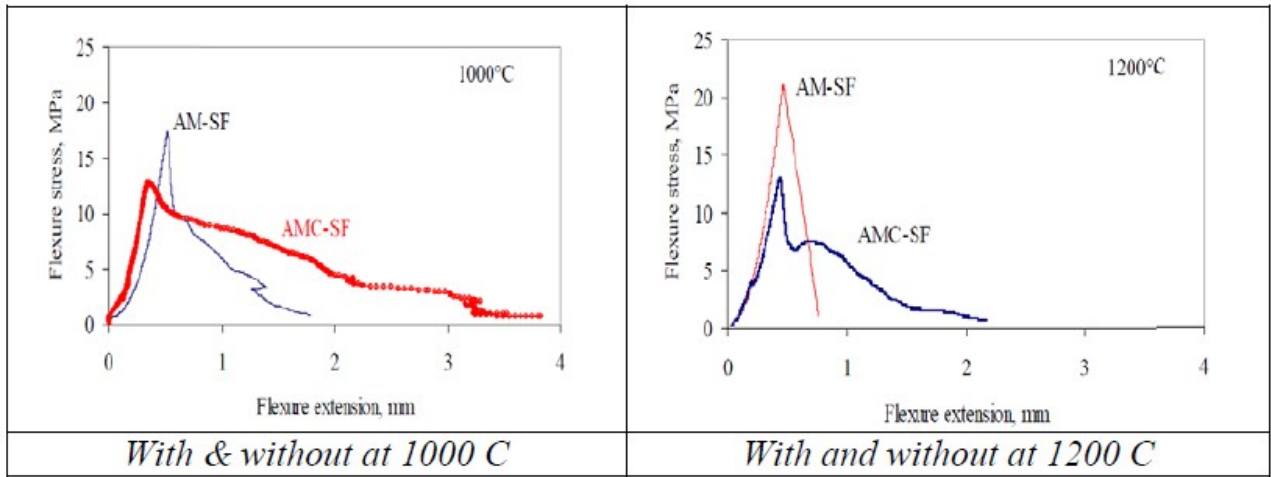 25
20
15
10
5
0
Flexure stress, MPa
1000°C
AM-SF
AMC-SF
0 1 2 3 4
Flexure extension, mm
With & without at 1000 C
25
20
15
10
5
0
Flexure stress, MPa
1200°C
AM-SF
AMC-SF
0 1 2 3 4
Flexure extension, mm
With and without at 1200 C